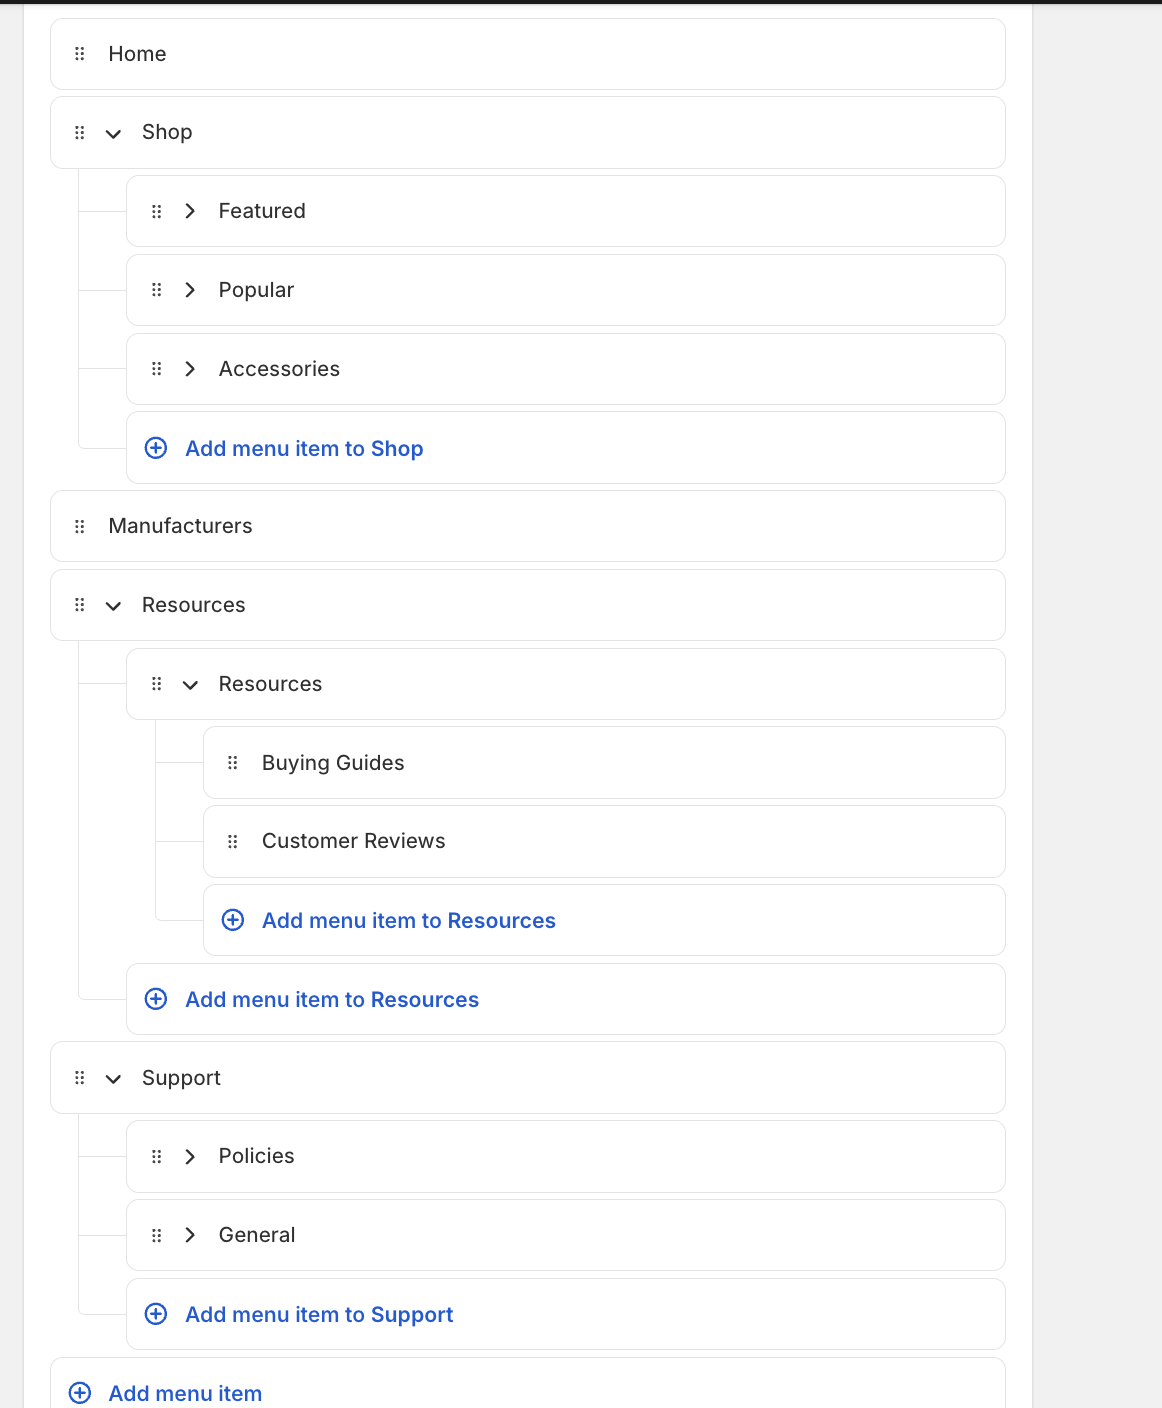 Home
Shop
Featured
Popular
Accessories
Add menu item to Shop
Manufacturers
Resources
Resources
Buying Guides
Customer Reviews
Add menu item to Resources
Add menu item to Resources
Support
Policies
General
Add menu item to Support
Add menu item